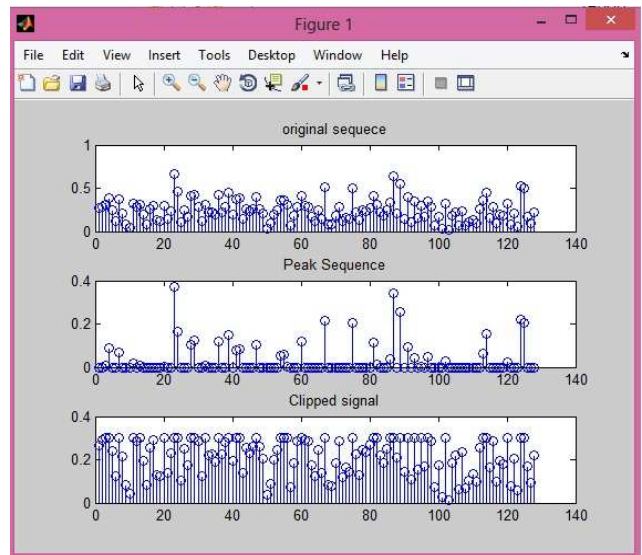 Figure 1
File Edit View Insert Tools Desktop Window Help
original sequece
1
0.5
0
0 20 40 60 80 100 120 140
Peak Sequence
0.4
0.2
0
0 20 40 60 80 100 120 140
Clipped signal
0.4
0.2
0
0 20 40 60 80 100 120 140